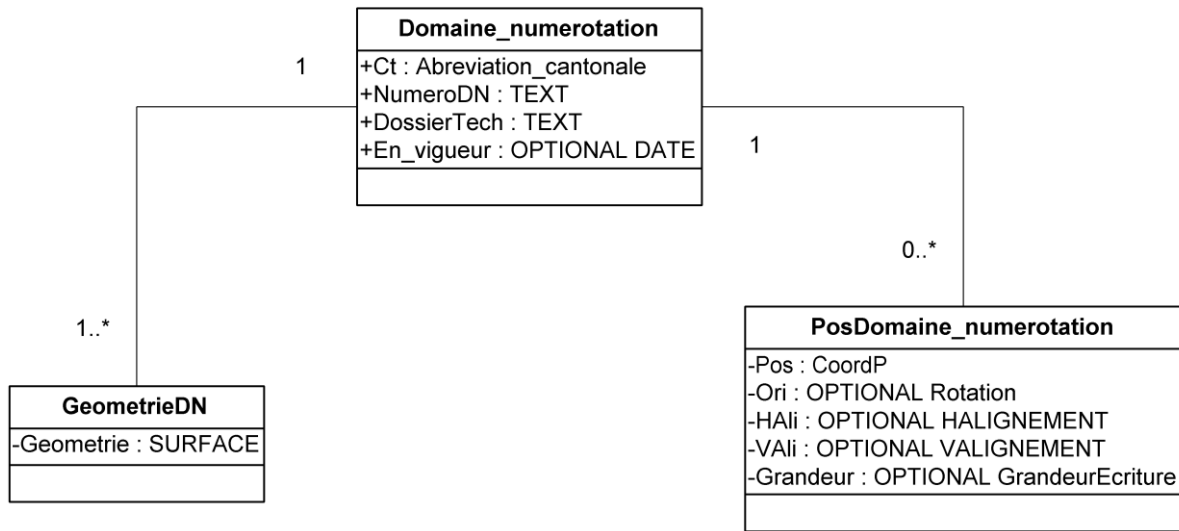 Domaine_numerotation
+Ct : Abreviation_cantonale
+NumeroDN : TEXT
+DossierTech : TEXT
+En_vigueur : OPTIONAL DATE
1
1
1..*
0..*
GeometrieDN
-Geometrie : SURFACE
PosDomaine_numerotation
-Pos : CoordP
-Ori : OPTIONAL Rotation
-HAli : OPTIONAL HALIGNEMENT
-VAli : OPTIONAL VALIGNEMENT
-Grandeur : OPTIONAL GrandeurEcriture